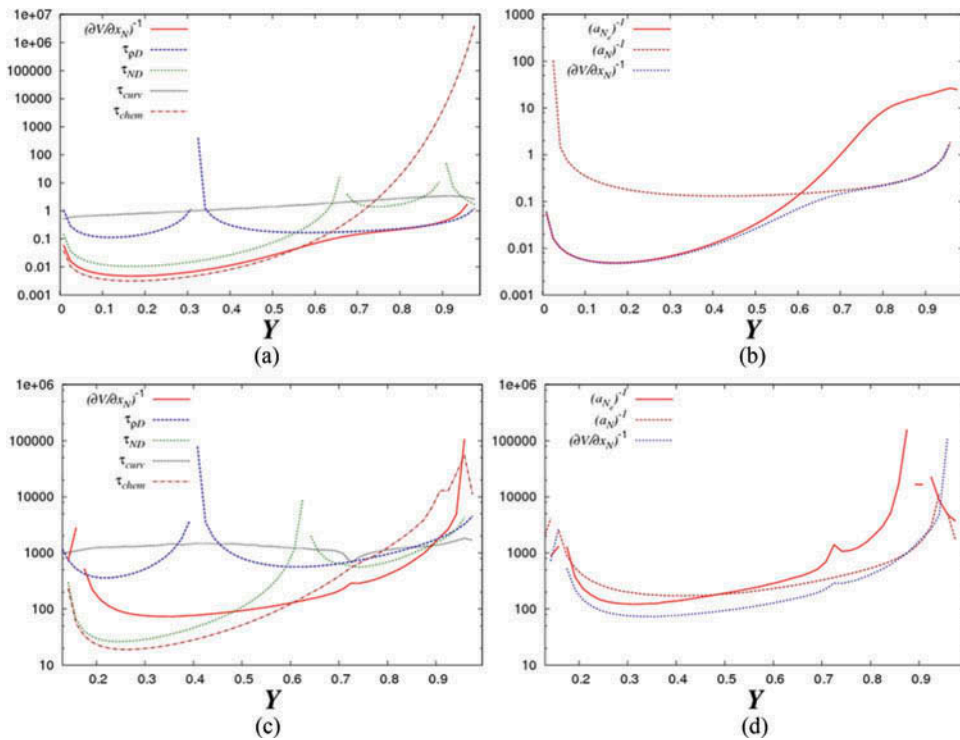 1e+07
1e+06
100000
10000
1000
100
10
1
0.1
0.01
0.001
(∂V/∂x_N)^-1
τ_ρD
τ_ND
τ_curv
τ_chem
0 0.1 0.2 0.3 0.4 0.5 0.6 0.7 0.8 0.9 1
Y
(a)
1000
100
10
1
0.1
0.01
0.001
(a_{N_e})^-1
(a_N)^-1
(∂V/∂x_N)^-1
0 0.1 0.2 0.3 0.4 0.5 0.6 0.7 0.8 0.9 1
Y
(b)
1e+06
100000
10000
1000
100
10
(∂V/∂x_N)^-1
τ_ρD
τ_ND
τ_curv
τ_chem
0.2 0.3 0.4 0.5 0.6 0.7 0.8 0.9
Y
(c)
1e+06
100000
10000
1000
100
10
(a_{N_e})^-1
(a_N)^-1
(∂V/∂x_N)^-1
0.2 0.3 0.4 0.5 0.6 0.7 0.8 0.9
Y
(d)